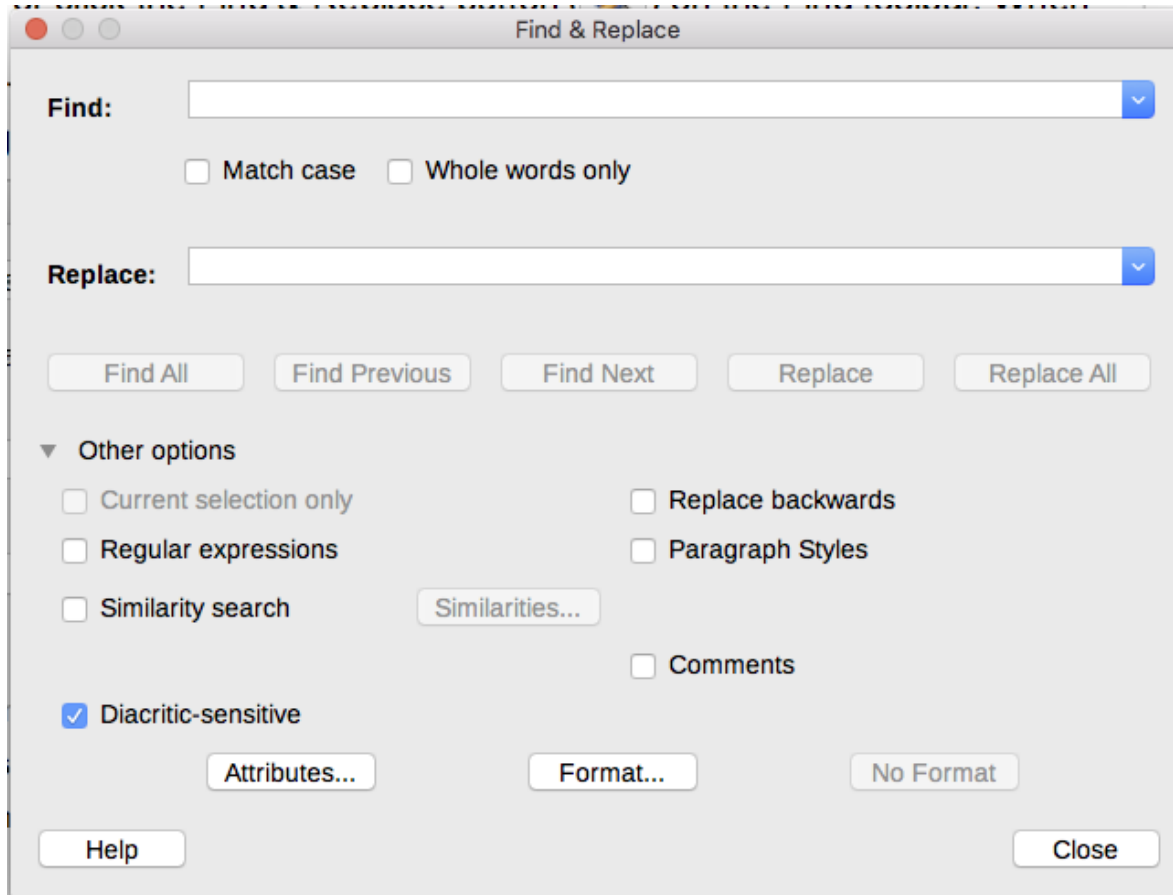 Find & Replace
Find:
Match case Whole words only
Replace:
Find All Find Previous Find Next Replace Replace All
Other options
Current selection only Replace backwards
Regular expressions Paragraph Styles
Similarity search Similarities...
Comments
Diacritic-sensitive
Attributes... Format... No Format
Help Close